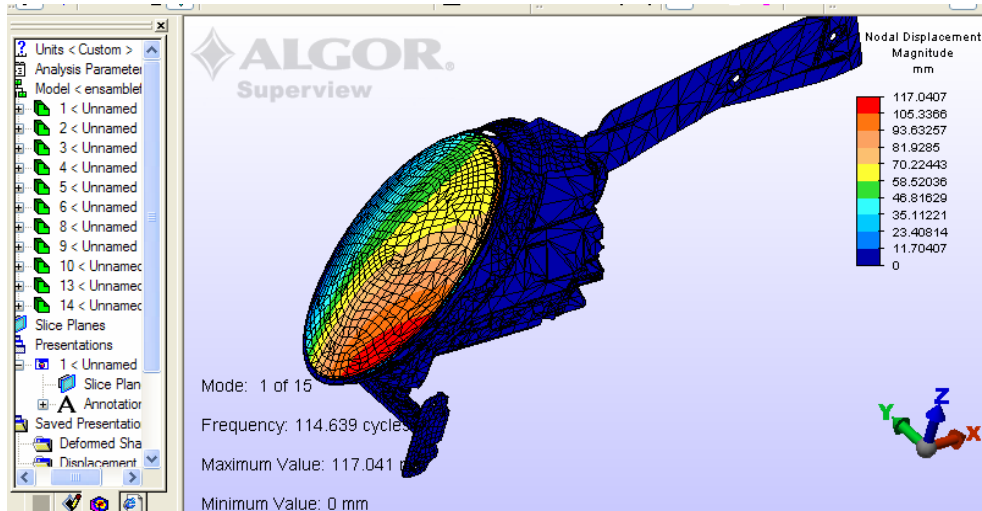 Units < Custom >
Analysis Parameter
Model < ensamblef
1 < Unnamed
2 < Unnamed
3 < Unnamed
4 < Unnamed
5 < Unnamed
6 < Unnamed
8 < Unnamed
9 < Unnamed
10 < Unnamed
13 < Unnamed
14 < Unnamed
Slice Planes
Presentations
1 < Unnamed
Slice Plan
A Annotation
Saved Presentatio
Deformed Sha
Displacement
ALGOR®
Superview
Nodal Displacement
Magnitude
mm
117.0407
105.3366
93.63257
81.9285
70.22443
58.52036
46.81629
35.11221
23.40814
11.70407
0
Mode: 1 of 15
Frequency: 114.639 cycles
Maximum Value: 117.041
Minimum Value: 0 mm
Y
Z
X